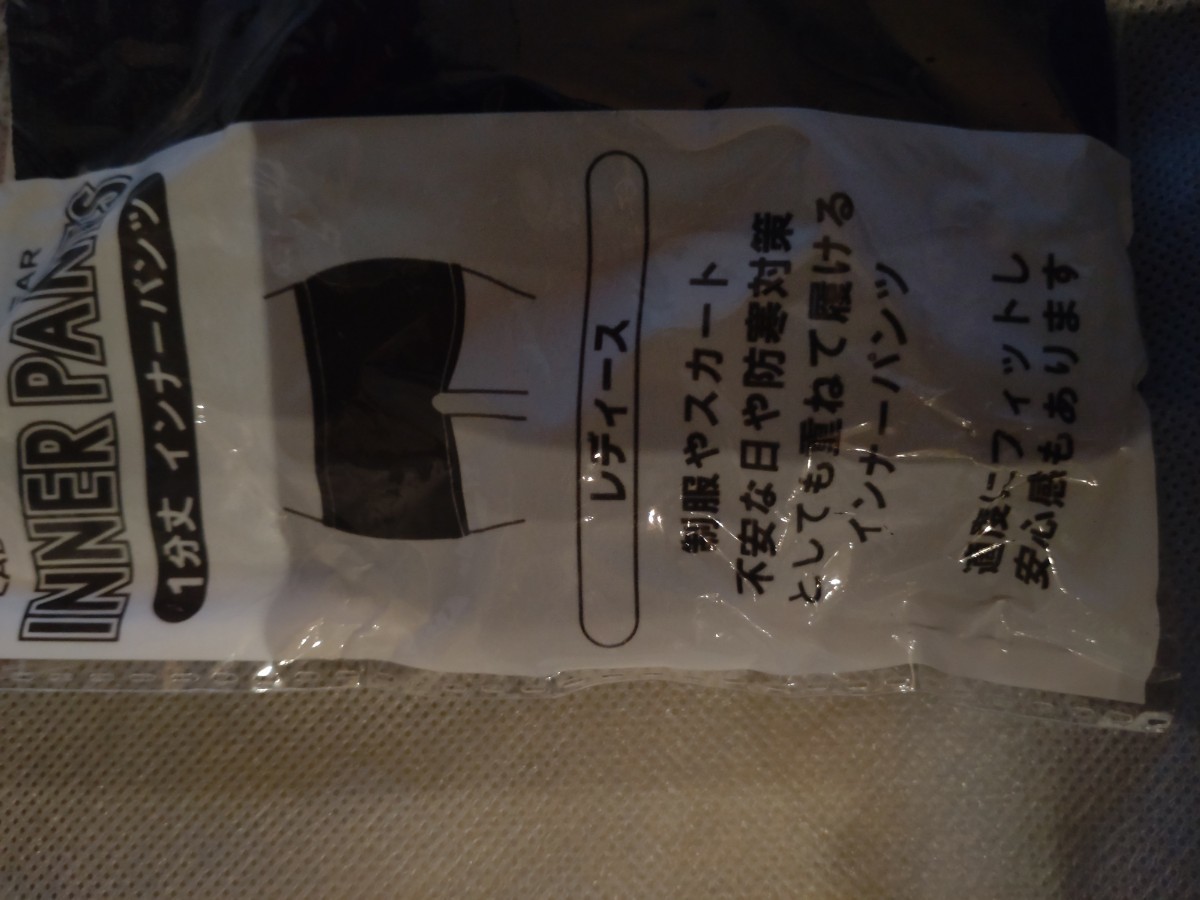 INNER PANTS
1分丈 インナーパンツ
レディース
制服やスカート
不安な日や防寒対策
としても重ねて履ける
インナーパンツ
適度にフィットし
安心感もあります